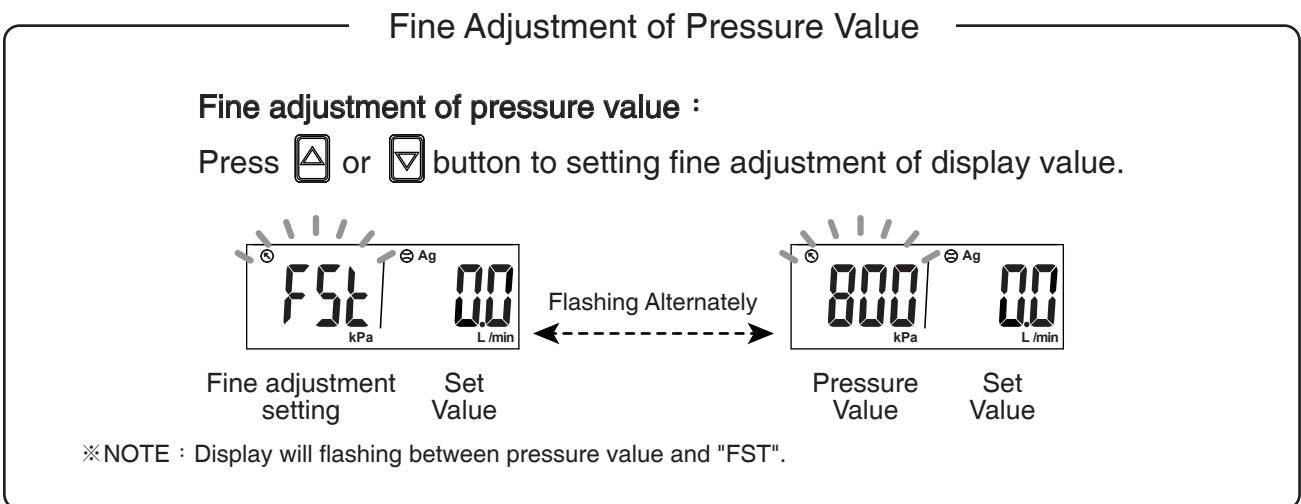 Fine Adjustment of Pressure Value
Fine adjustment of pressure value：
Press △ or ▽ button to setting fine adjustment of display value.
Ag
FSt 0.0
kPa L/min
Flashing Alternately
Ag
800 0.0
kPa L/min
Fine adjustment setting
Set Value
Pressure Value
Set Value
※NOTE：Display will flashing between pressure value and "FST".